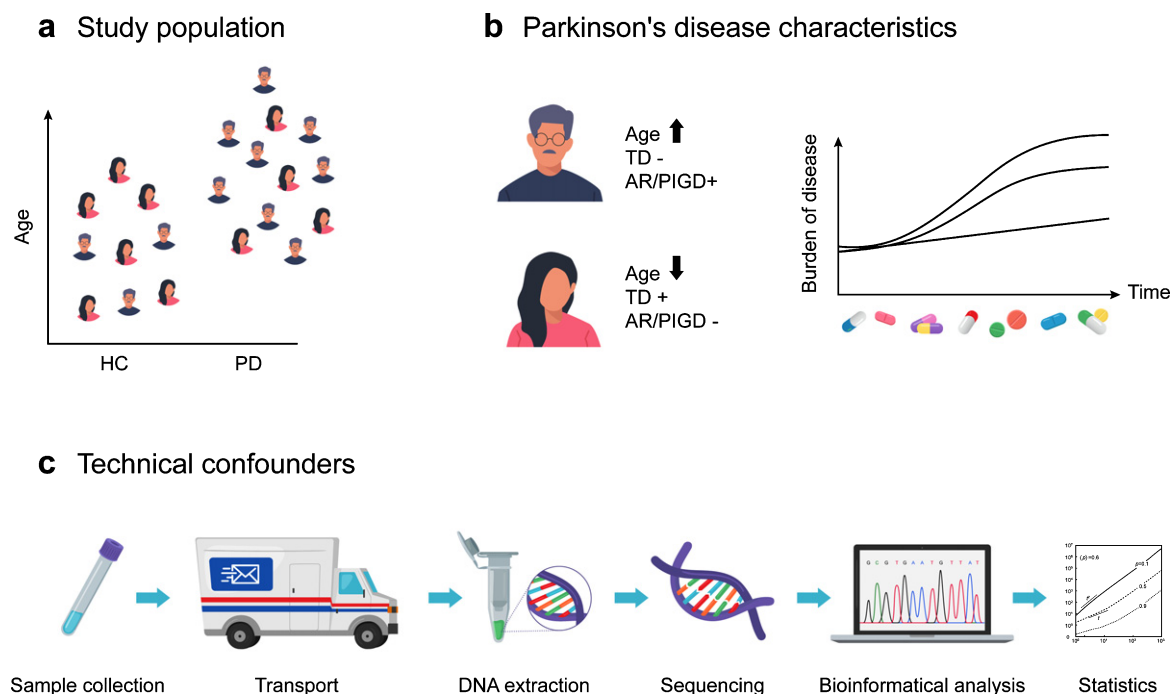 a Study population
Age
HC
PD
b Parkinson's disease characteristics
Age
TD -
AR/PIGD+
Age
TD +
AR/PIGD -
Burden of disease
Time
c Technical confounders
G C G T G A A T G T T A T
Sample collection
Transport
DNA extraction
Sequencing
Bioinformatical analysis
Statistics